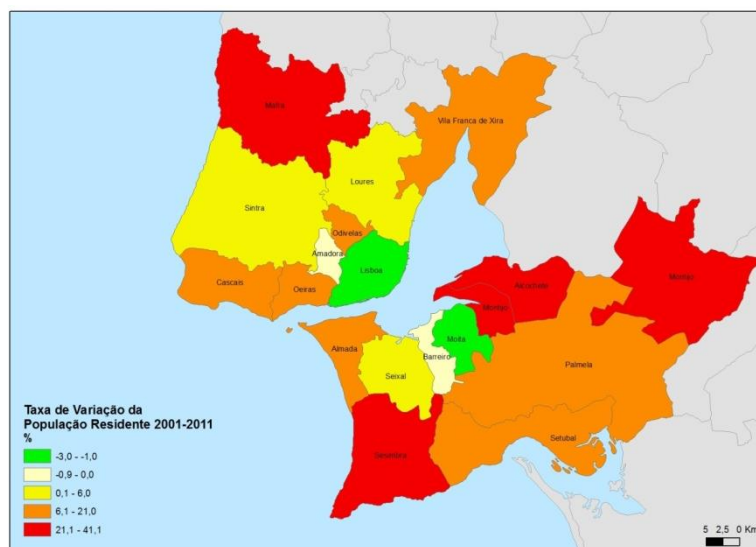 Mafra
Vila Franca de Xira
Loures
Sintra
Odivelas
Amadora
Lisboa
Cascais
Oeiras
Alcochete
Montijo
Montijo
Almada
Moita
Barreiro
Seixal
Palmela
Sesimbra
Setubal
Taxa de Variação da
População Residente 2001-2011
%
-3,0 - -1,0
-0,9 - 0,0
0,1 - 6,0
6,1 - 21,0
21,1 - 41,1
5 2,5 0 Km